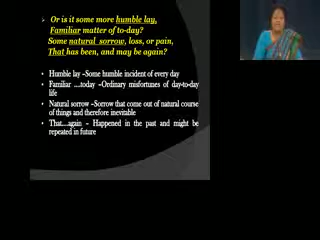 Or is it some more humble lay,
Familiar matter of to-day?
Some natural sorrow, loss, or pain,
That has been, and may be again?
• Humble lay –Some humble incident of every day
• Familiar ....today –Ordinary misfortunes of day-to-day
life
• Natural sorrow –Sorrow that come out of natural course
of things and therefore inevitable
• That....again – Happened in the past and might be
repeated in future